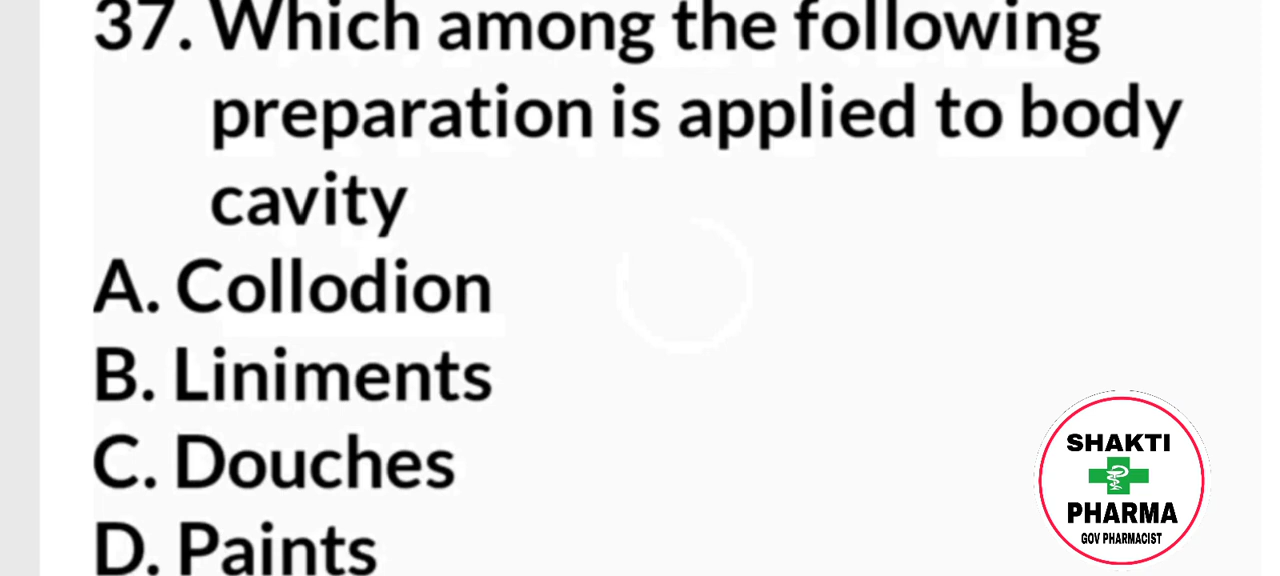 37. Which among the following
preparation is applied to body
cavity
A. Collodion
B. Liniments
C. Douches
D. Paints
SHAKTI
PHARMA
GOV PHARMACIST